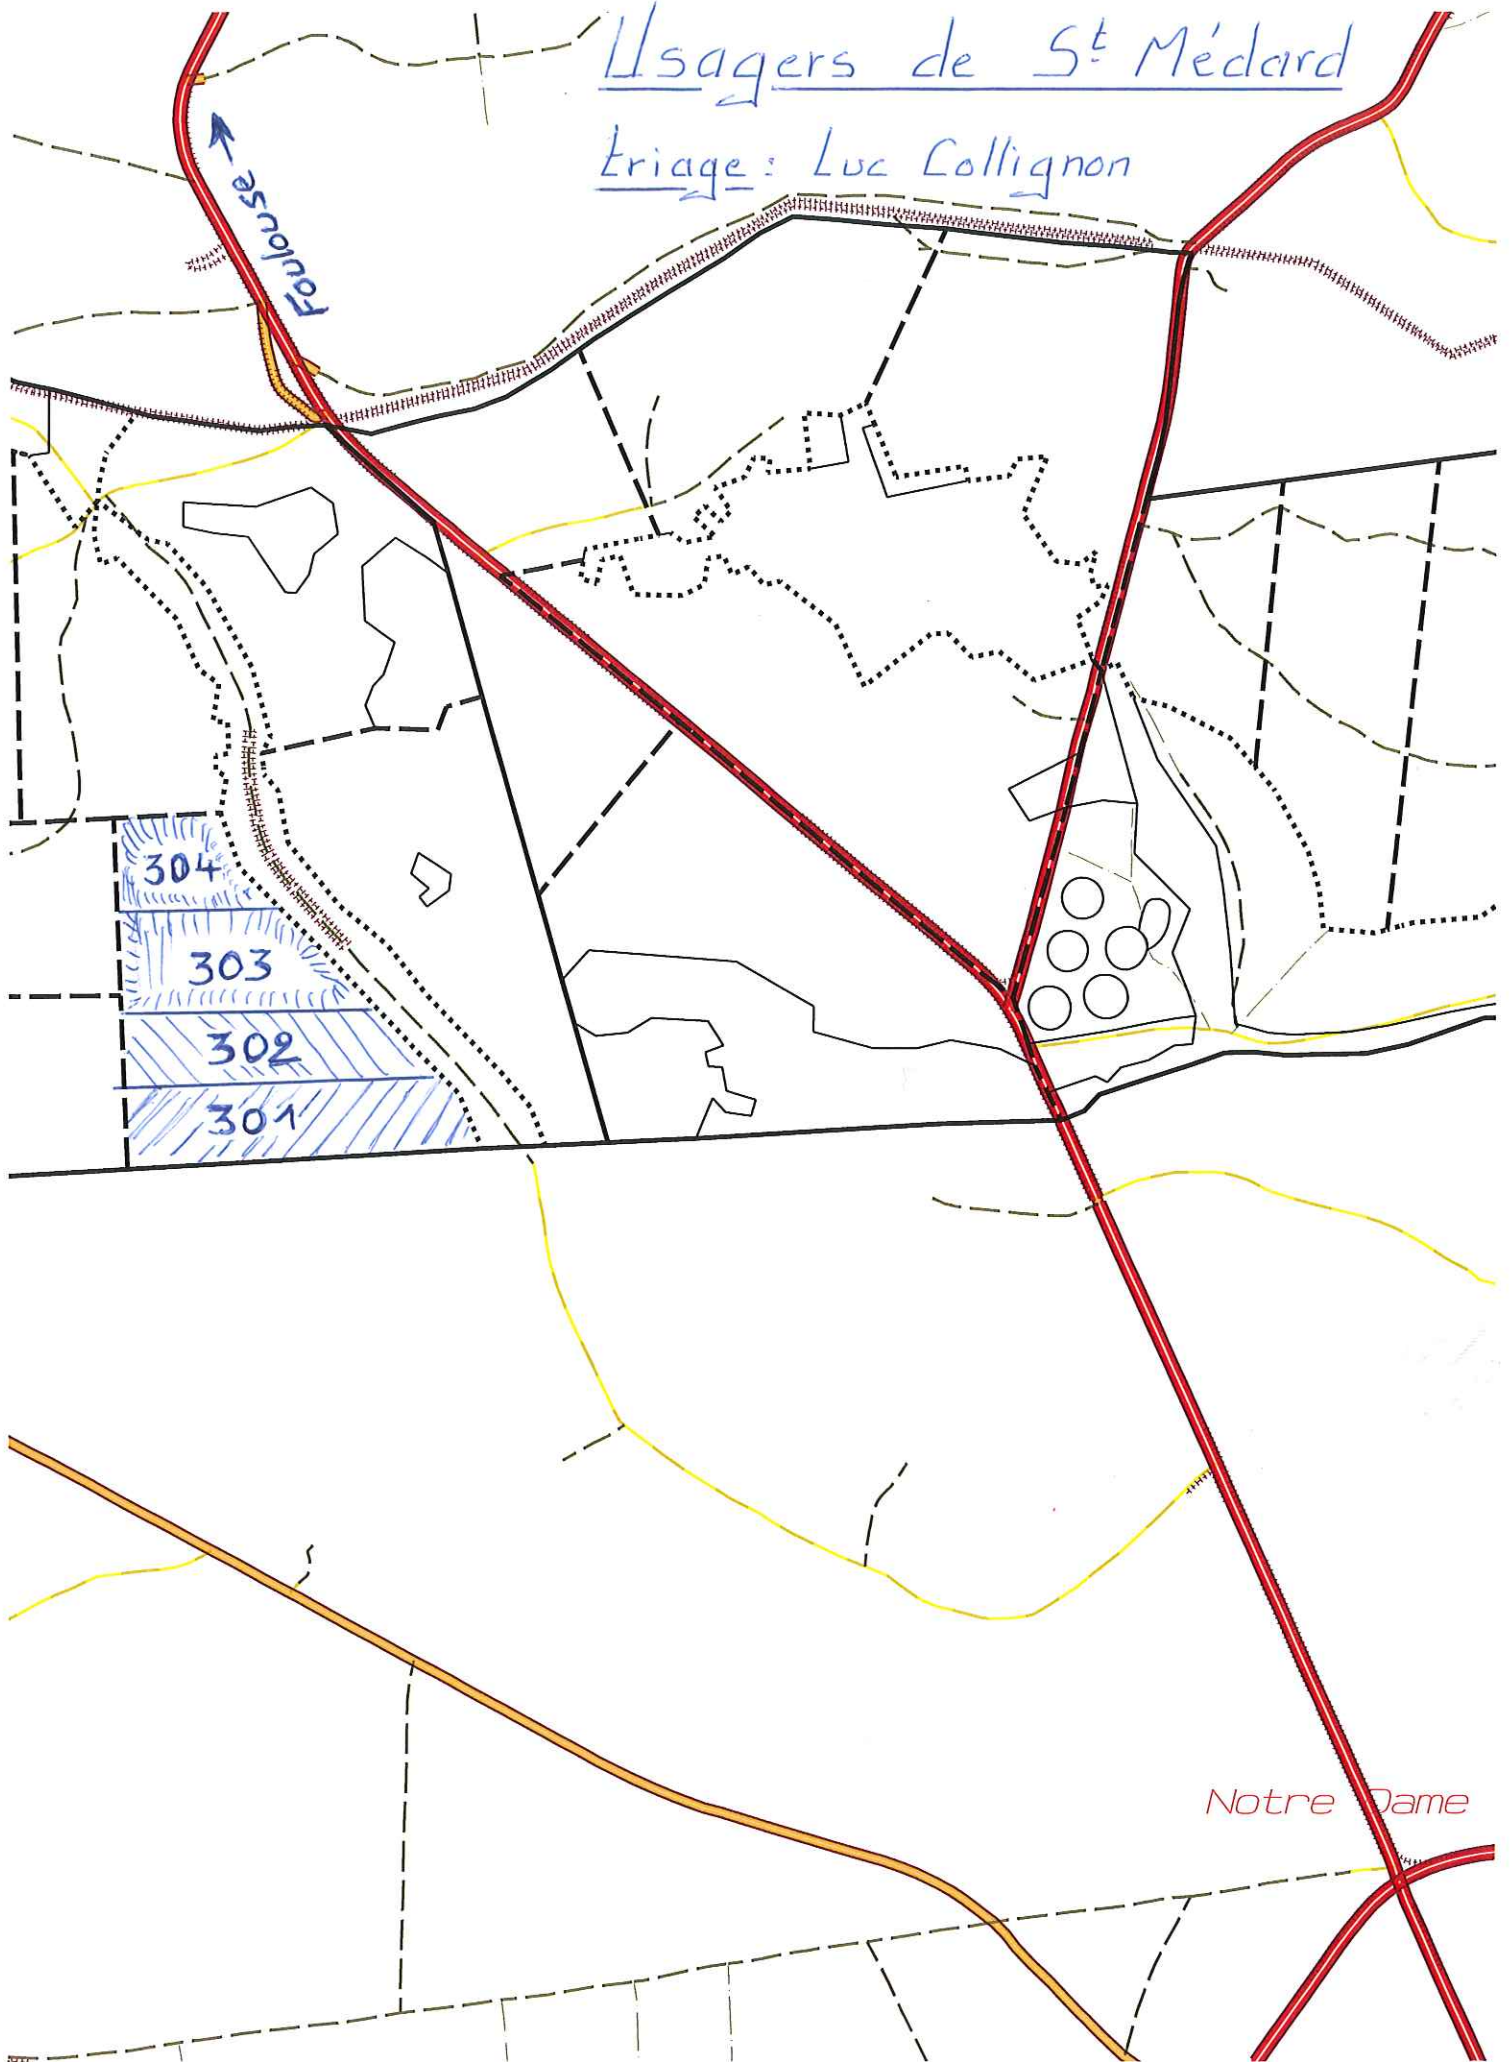 Usagers de St Médard
triage : Luc Collignon
Foulouse
304
303
302
301
Notre Dame